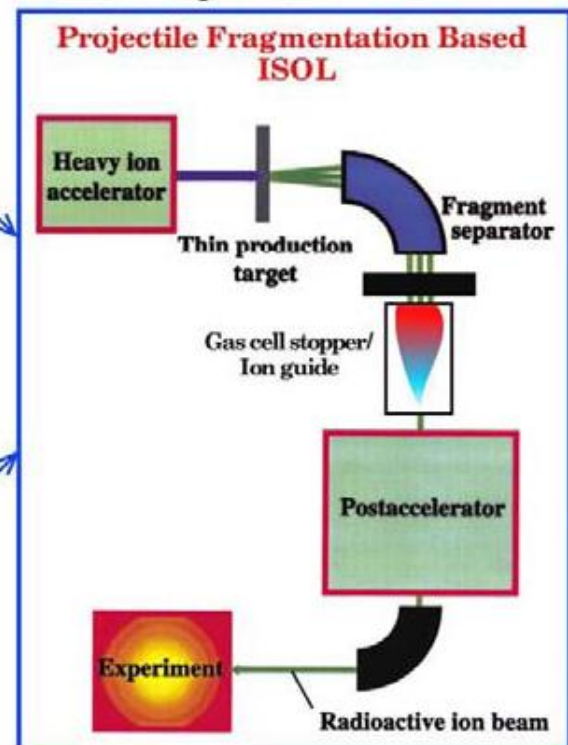 Projectile Fragmentation Based
ISOL
Heavy ion
accelerator
Thin production
target
Fragment
separator
Gas cell stopper/
Ion guide
Postaccelerator
Experiment
Radioactive ion beam